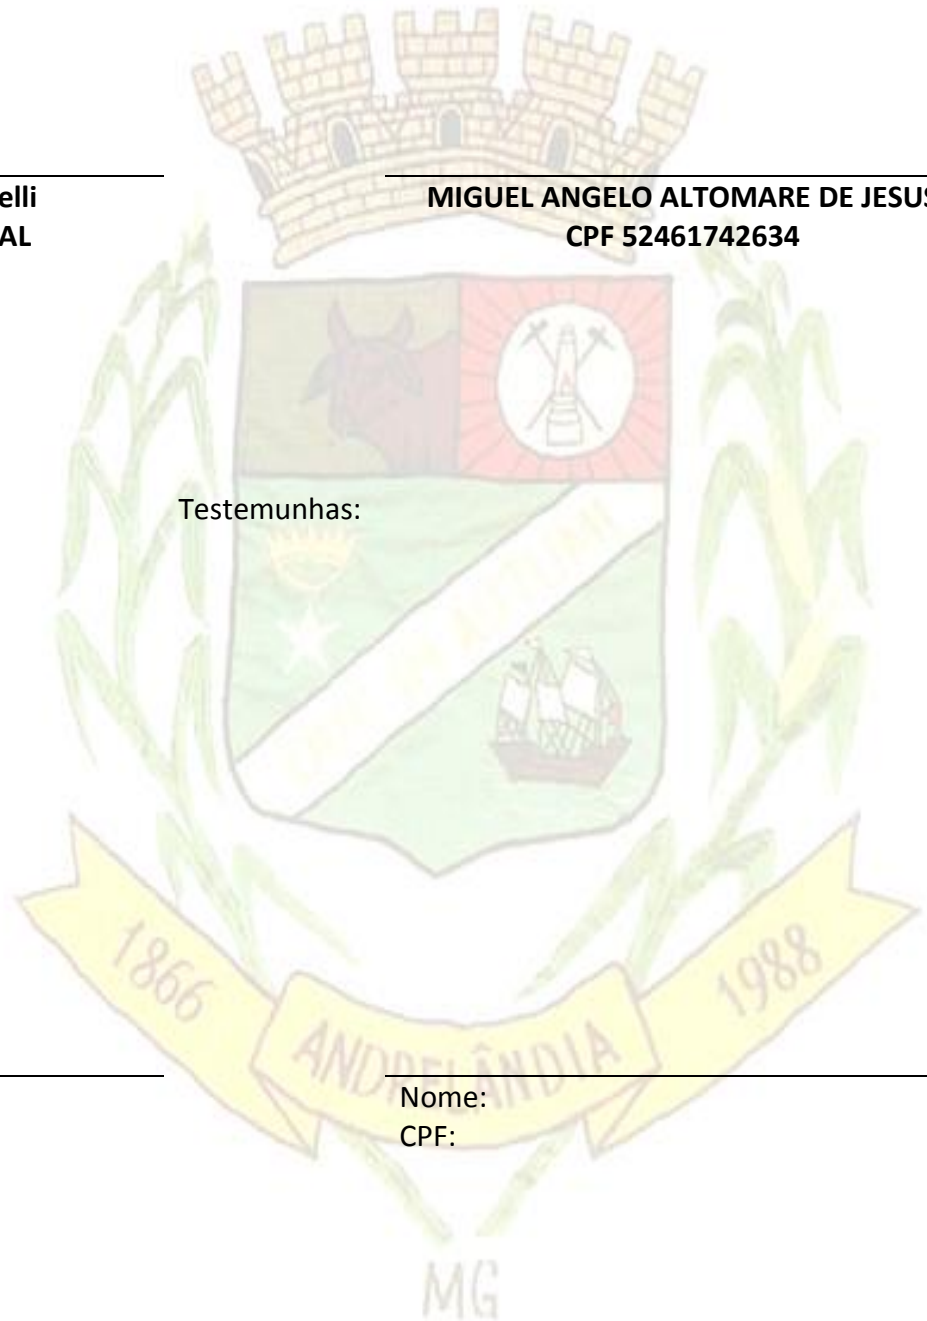 elli MIGUEL ANGELO ALTOMARE DE JESUS
AL CPF 52461742634
Testemunhas:
1866 1988
ANDRELÂNDIA
Nome:
CPF:
MG